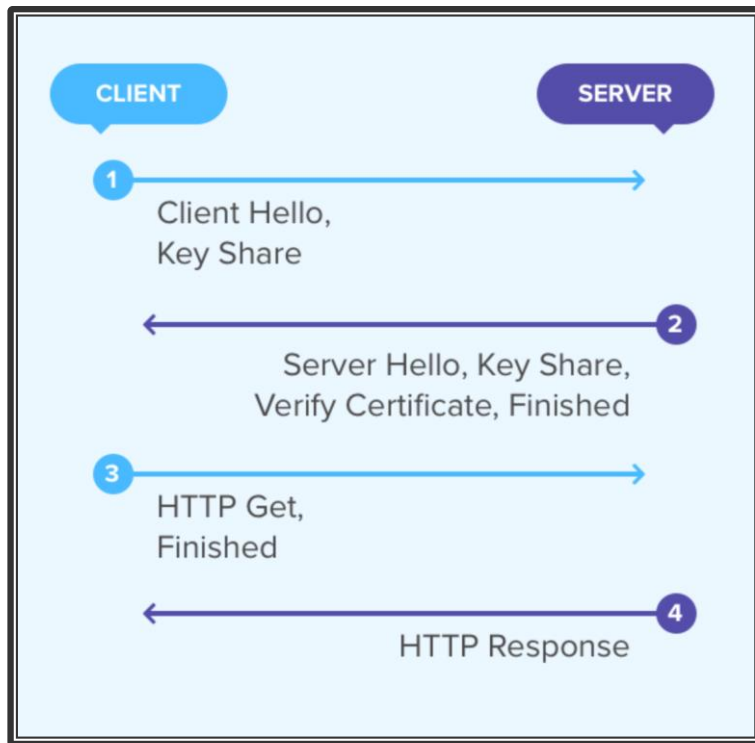 CLIENT
SERVER
1
Client Hello,
Key Share
2
Server Hello, Key Share,
Verify Certificate, Finished
3
HTTP Get,
Finished
4
HTTP Response